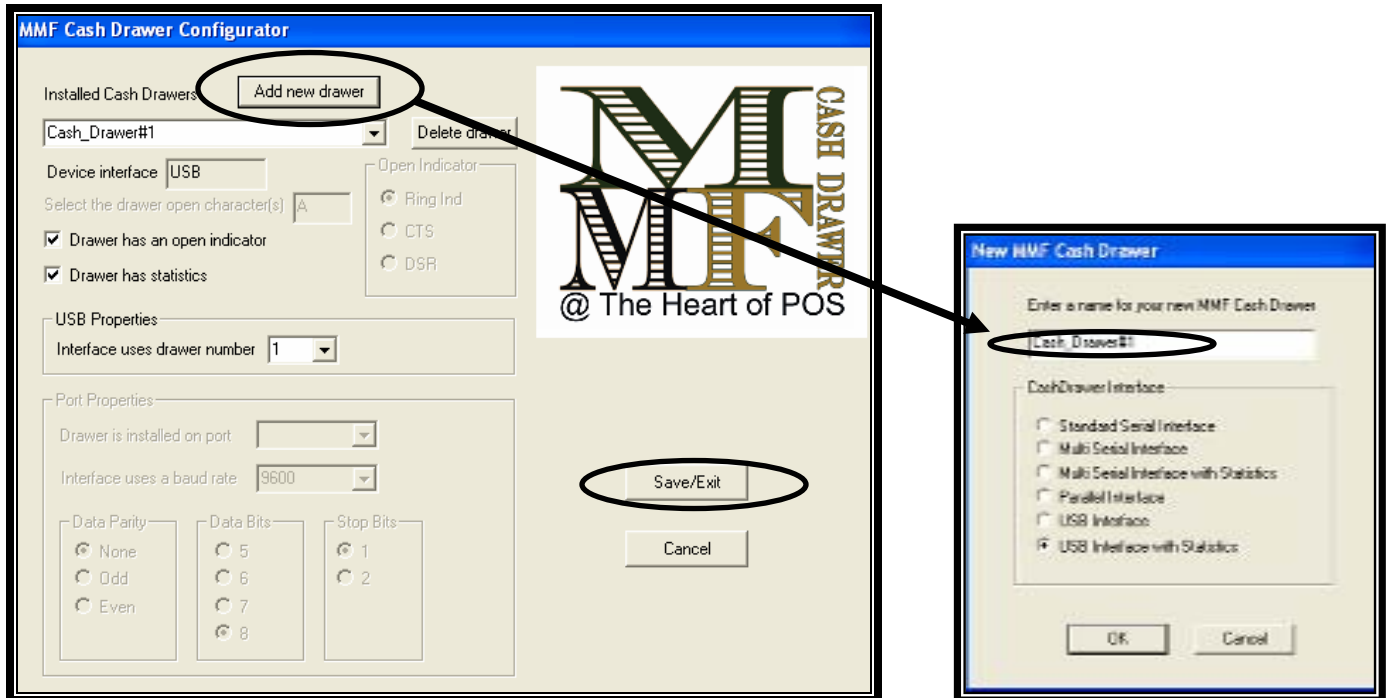 MMF Cash Drawer Configurator
Installed Cash Drawers
Add new drawer
Cash_Drawer#1
Delete drawer
Device interface
USB
Select the drawer open character(s)
A
Drawer has an open indicator
Drawer has statistics
Open Indicator
Ring Ind
CTS
DSR
USB Properties
Interface uses drawer number
1
Port Properties
Drawer is installed on port
Interface uses a baud rate
9600
Data Parity
None
Odd
Even
Data Bits
5
6
7
8
Stop Bits
1
2
MMF
CASH DRAWER
@ The Heart of POS
Save/Exit
Cancel
New MMF Cash Drawer
Enter a name for your new MMF Cash Drawer
Cash_Drawer#1
CashDrawer Interface
Standard Serial Interface
Multi Serial Interface
Multi Serial Interface with Statistics
Parallel Interface
USB Interface
USB Interface with Statistics
OK
Cancel